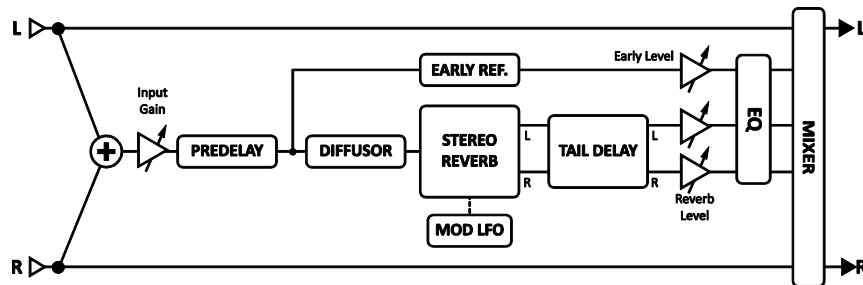 L
L
EARLY REF.
Early Level
Input
Gain
PREDELAY
DIFFUSOR
STEREO
REVERB
L
R
TAIL DELAY
L
R
EQ
MIXER
Reverb
Level
MOD LFO
R
R